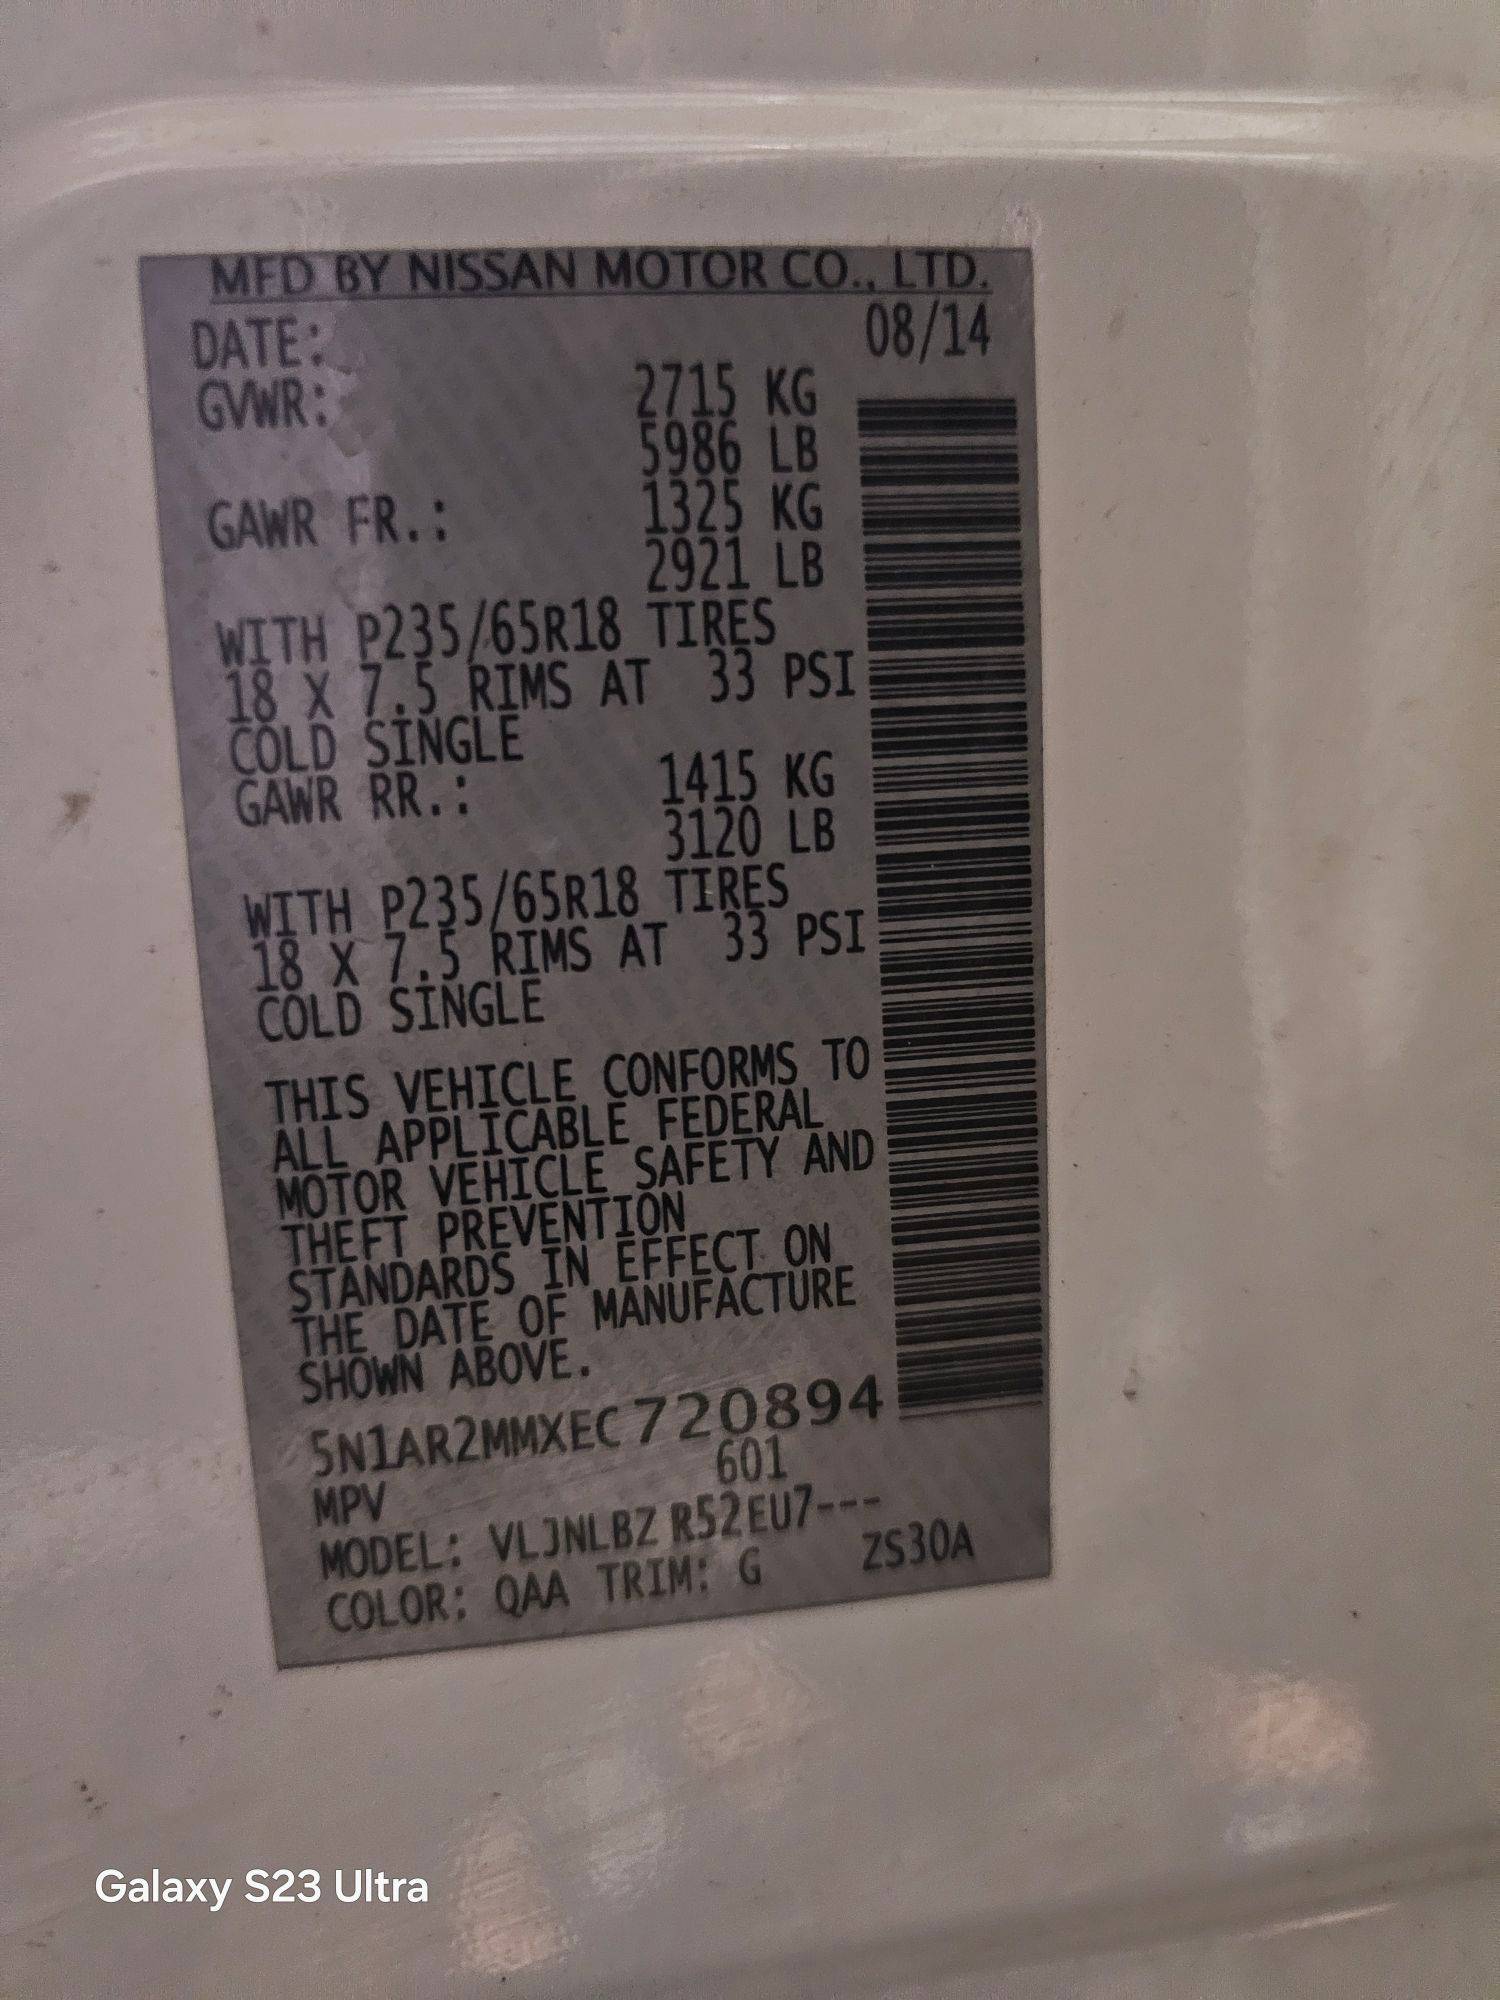 MFD BY NISSAN MOTOR CO., LTD.
DATE: 08/14
GVWR: 2715 KG
5986 LB
GAWR FR.: 1325 KG
2921 LB
WITH P235/65R18 TIRES
18 X 7.5 RIMS AT 33 PSI
COLD SINGLE
GAWR RR.: 1415 KG
3120 LB
WITH P235/65R18 TIRES
18 X 7.5 RIMS AT 33 PSI
COLD SINGLE
THIS VEHICLE CONFORMS TO
ALL APPLICABLE FEDERAL
MOTOR VEHICLE SAFETY AND
THEFT PREVENTION
STANDARDS IN EFFECT ON
THE DATE OF MANUFACTURE
SHOWN ABOVE.
5N1AR2MMXEC720894
601
MPV
MODEL: VLJNLBZ R52EU7---
COLOR: QAA TRIM: G ZS30A
Galaxy S23 Ultra